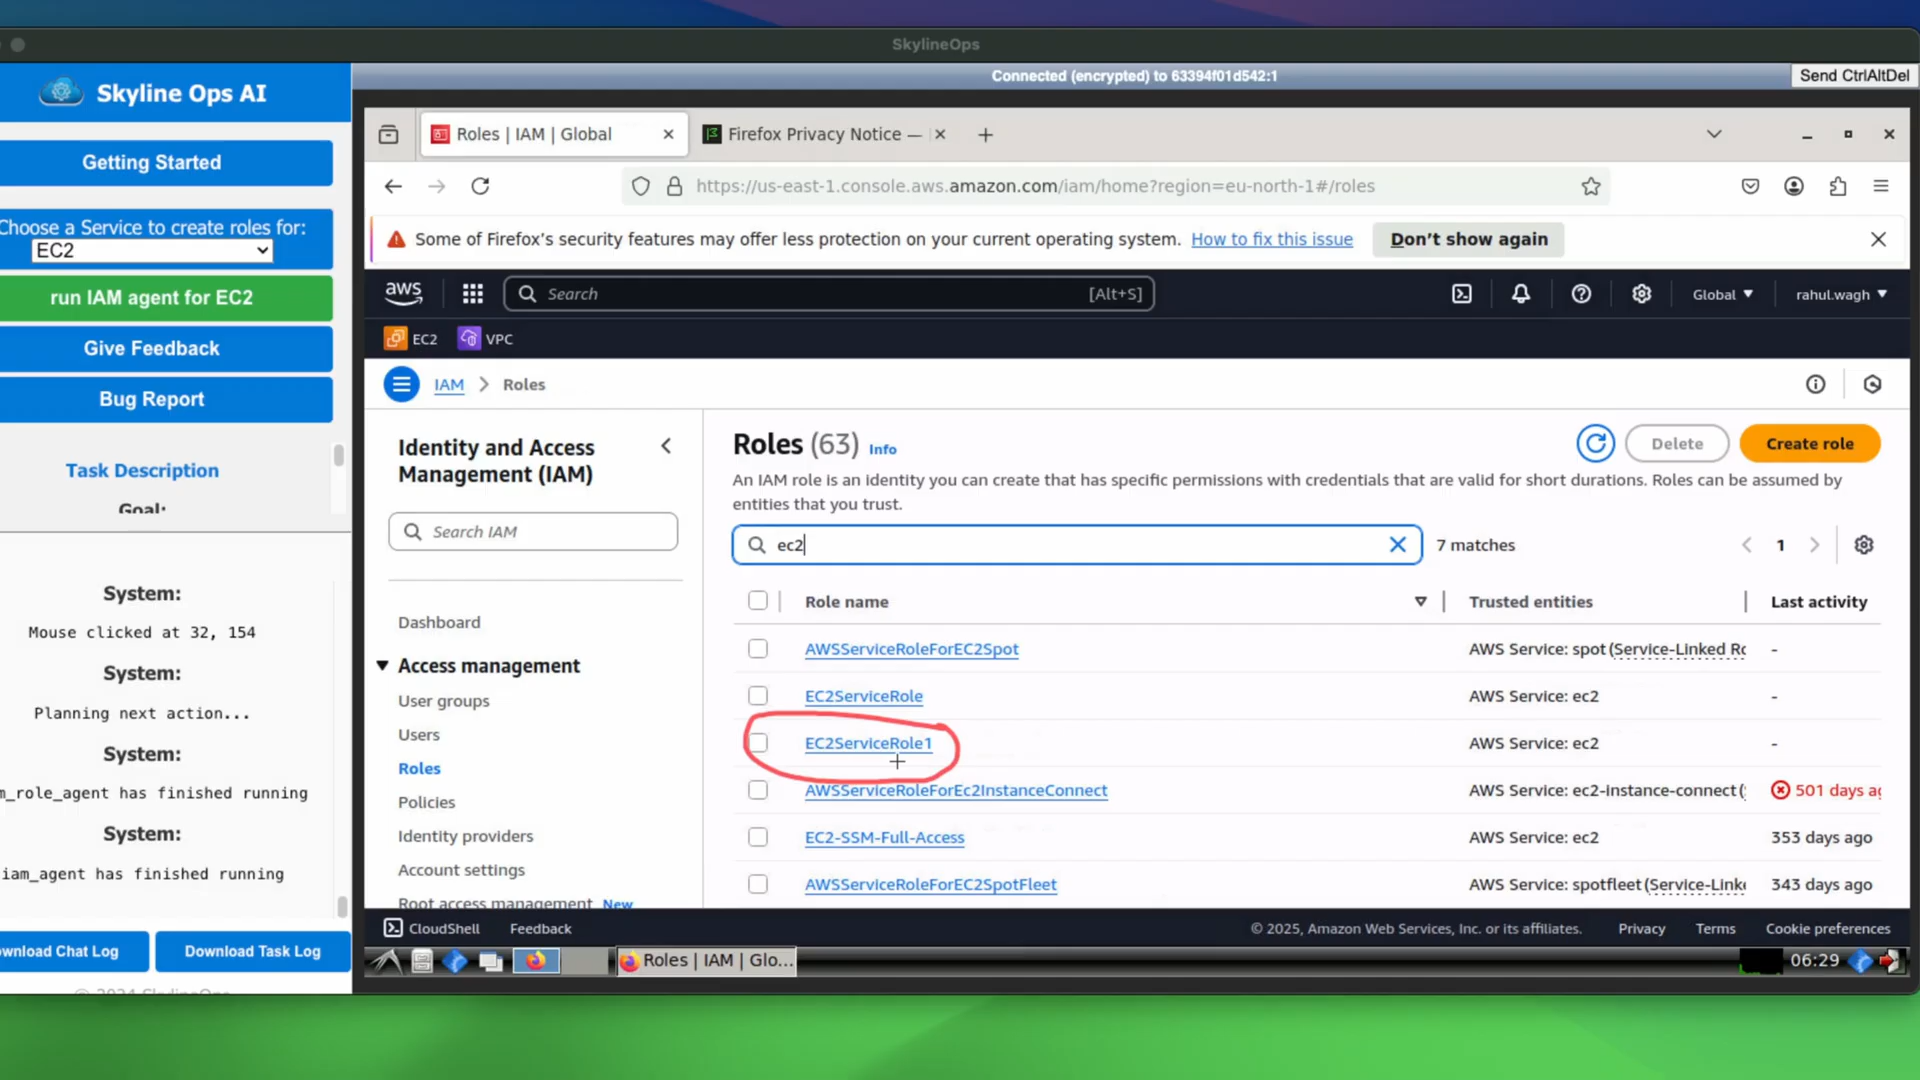 SkylineOps
Skyline Ops AI
Connected (encrypted) to 63394f01d542:1
Send CtrlAltDel
Getting Started
Choose a Service to create roles for:
EC2
run IAM agent for EC2
Give Feedback
Bug Report
Task Description
Goal:
System:
Mouse clicked at 32, 154
System:
Planning next action...
System:
m_role_agent has finished running
System:
iam_agent has finished running
wnload Chat Log
Download Task Log
Roles | IAM | Global
Firefox Privacy Notice —
https://us-east-1.console.aws.amazon.com/iam/home?region=eu-north-1#/roles
Some of Firefox's security features may offer less protection on your current operating system. How to fix this issue
Don't show again
aws
Search
[Alt+S]
Global
rahul.wagh
EC2
VPC
IAM
Roles
Identity and Access
Management (IAM)
Search IAM
Dashboard
Access management
User groups
Users
Roles
Policies
Identity providers
Account settings
Root access management New
Roles (63) Info
Delete
Create role
An IAM role is an identity you can create that has specific permissions with credentials that are valid for short durations. Roles can be assumed by
entities that you trust.
ec2
7 matches
1
Role name
Trusted entities
Last activity
AWSServiceRoleForEC2Spot
AWS Service: spot (Service-Linked Ro
-
EC2ServiceRole
AWS Service: ec2
-
EC2ServiceRole1
AWS Service: ec2
-
AWSServiceRoleForEc2InstanceConnect
AWS Service: ec2-instance-connect (
501 days ag
EC2-SSM-Full-Access
AWS Service: ec2
353 days ago
AWSServiceRoleForEC2SpotFleet
AWS Service: spotfleet (Service-Linke
343 days ago
CloudShell
Feedback
© 2025, Amazon Web Services, Inc. or its affiliates.
Privacy
Terms
Cookie preferences
Roles | IAM | Glo...
06:29